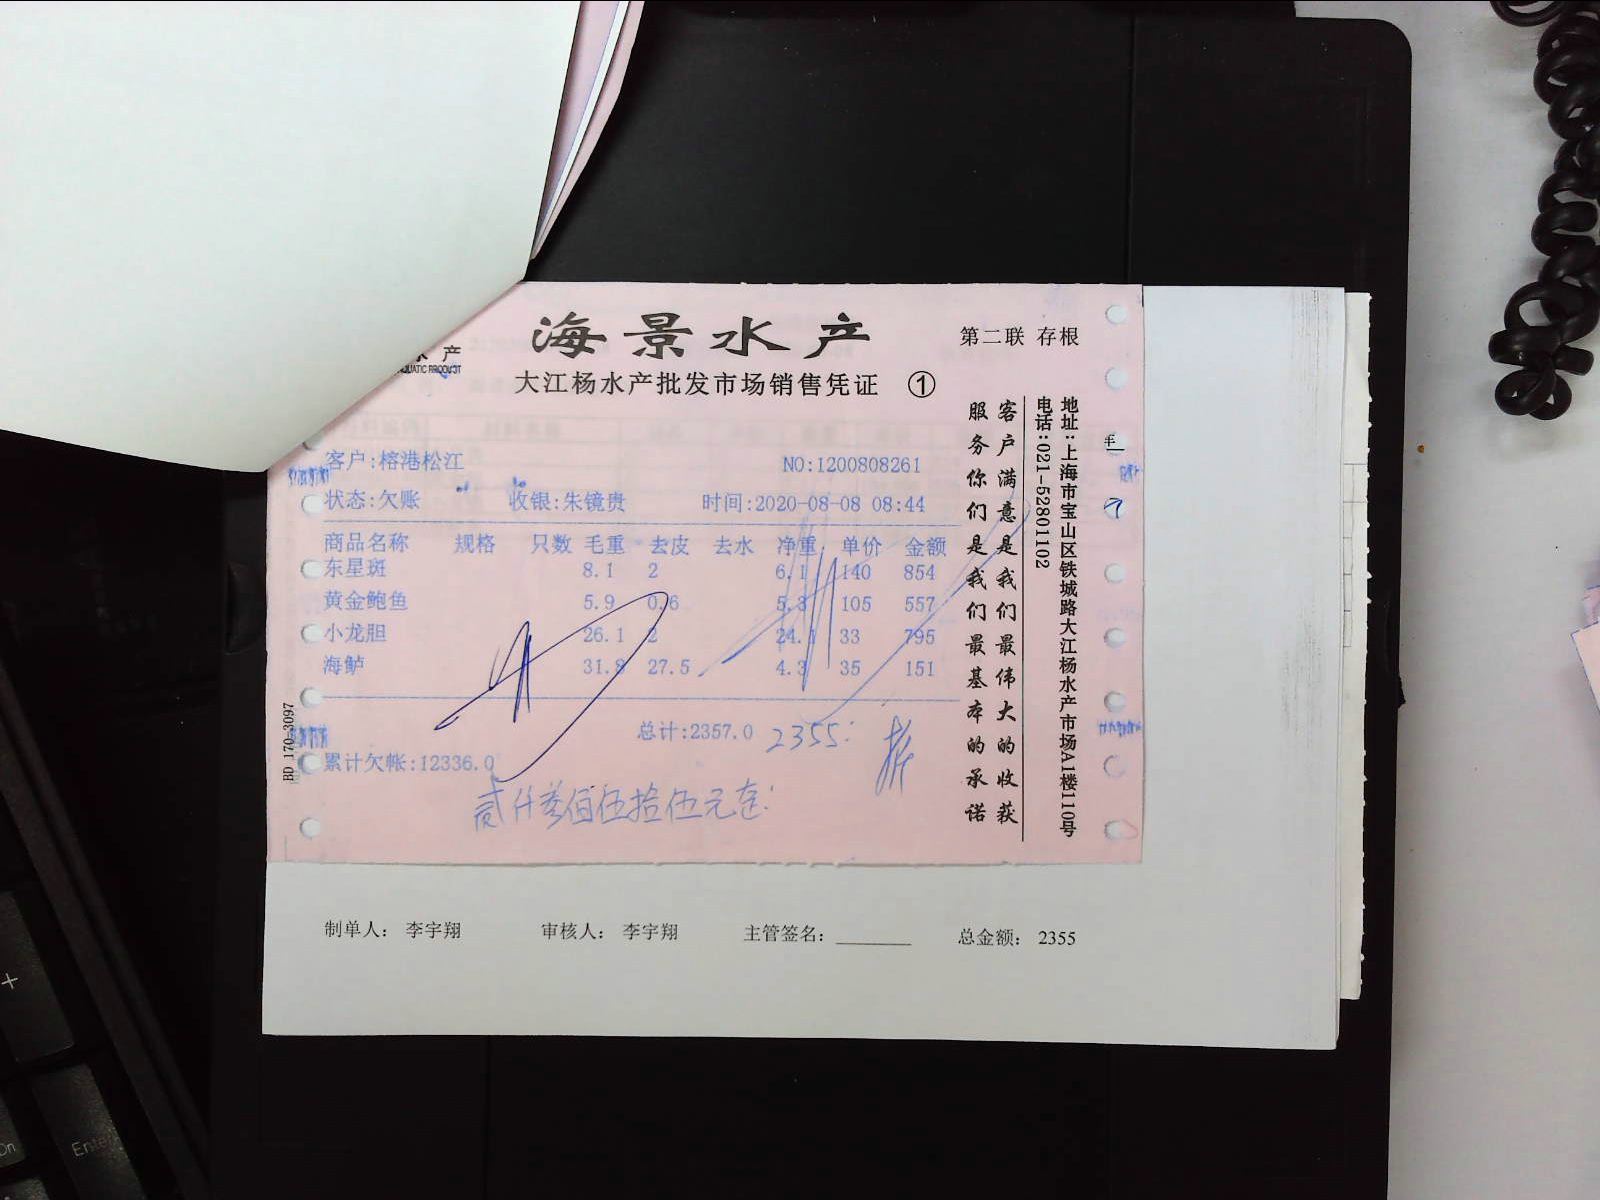 海景水产
第二联 存根
水产
AQUATIC PRODUCT
大江杨水产批发市场销售凭证 ①
客户:榕港松江 NO:1200808261
状态:欠账 收银:朱镜贵 时间:2020-08-08 08:44
商品名称 规格 只数 毛重 去皮 去水 净重 单价 金额
东星斑 8.1 2 6.1 140 854
黄金鲍鱼 5.9 0.6 5.3 105 557
小龙胆 26.1 2 24.1 33 795
海鲈 31.8 27.5 4.3 35 151
总计:2357.0 2355:
累计欠帐:12336.0
贰仟叁佰伍拾伍元
客户满意是我们最伟大的收获
服务你们是我们最基本的承诺
地址:上海市宝山区铁城路大江杨水产市场A1楼110号
电话:021-52801102
BD 170-3097
制单人: 李宇翔 审核人: 李宇翔 主管签名: 总金额: 2355
Enter
+